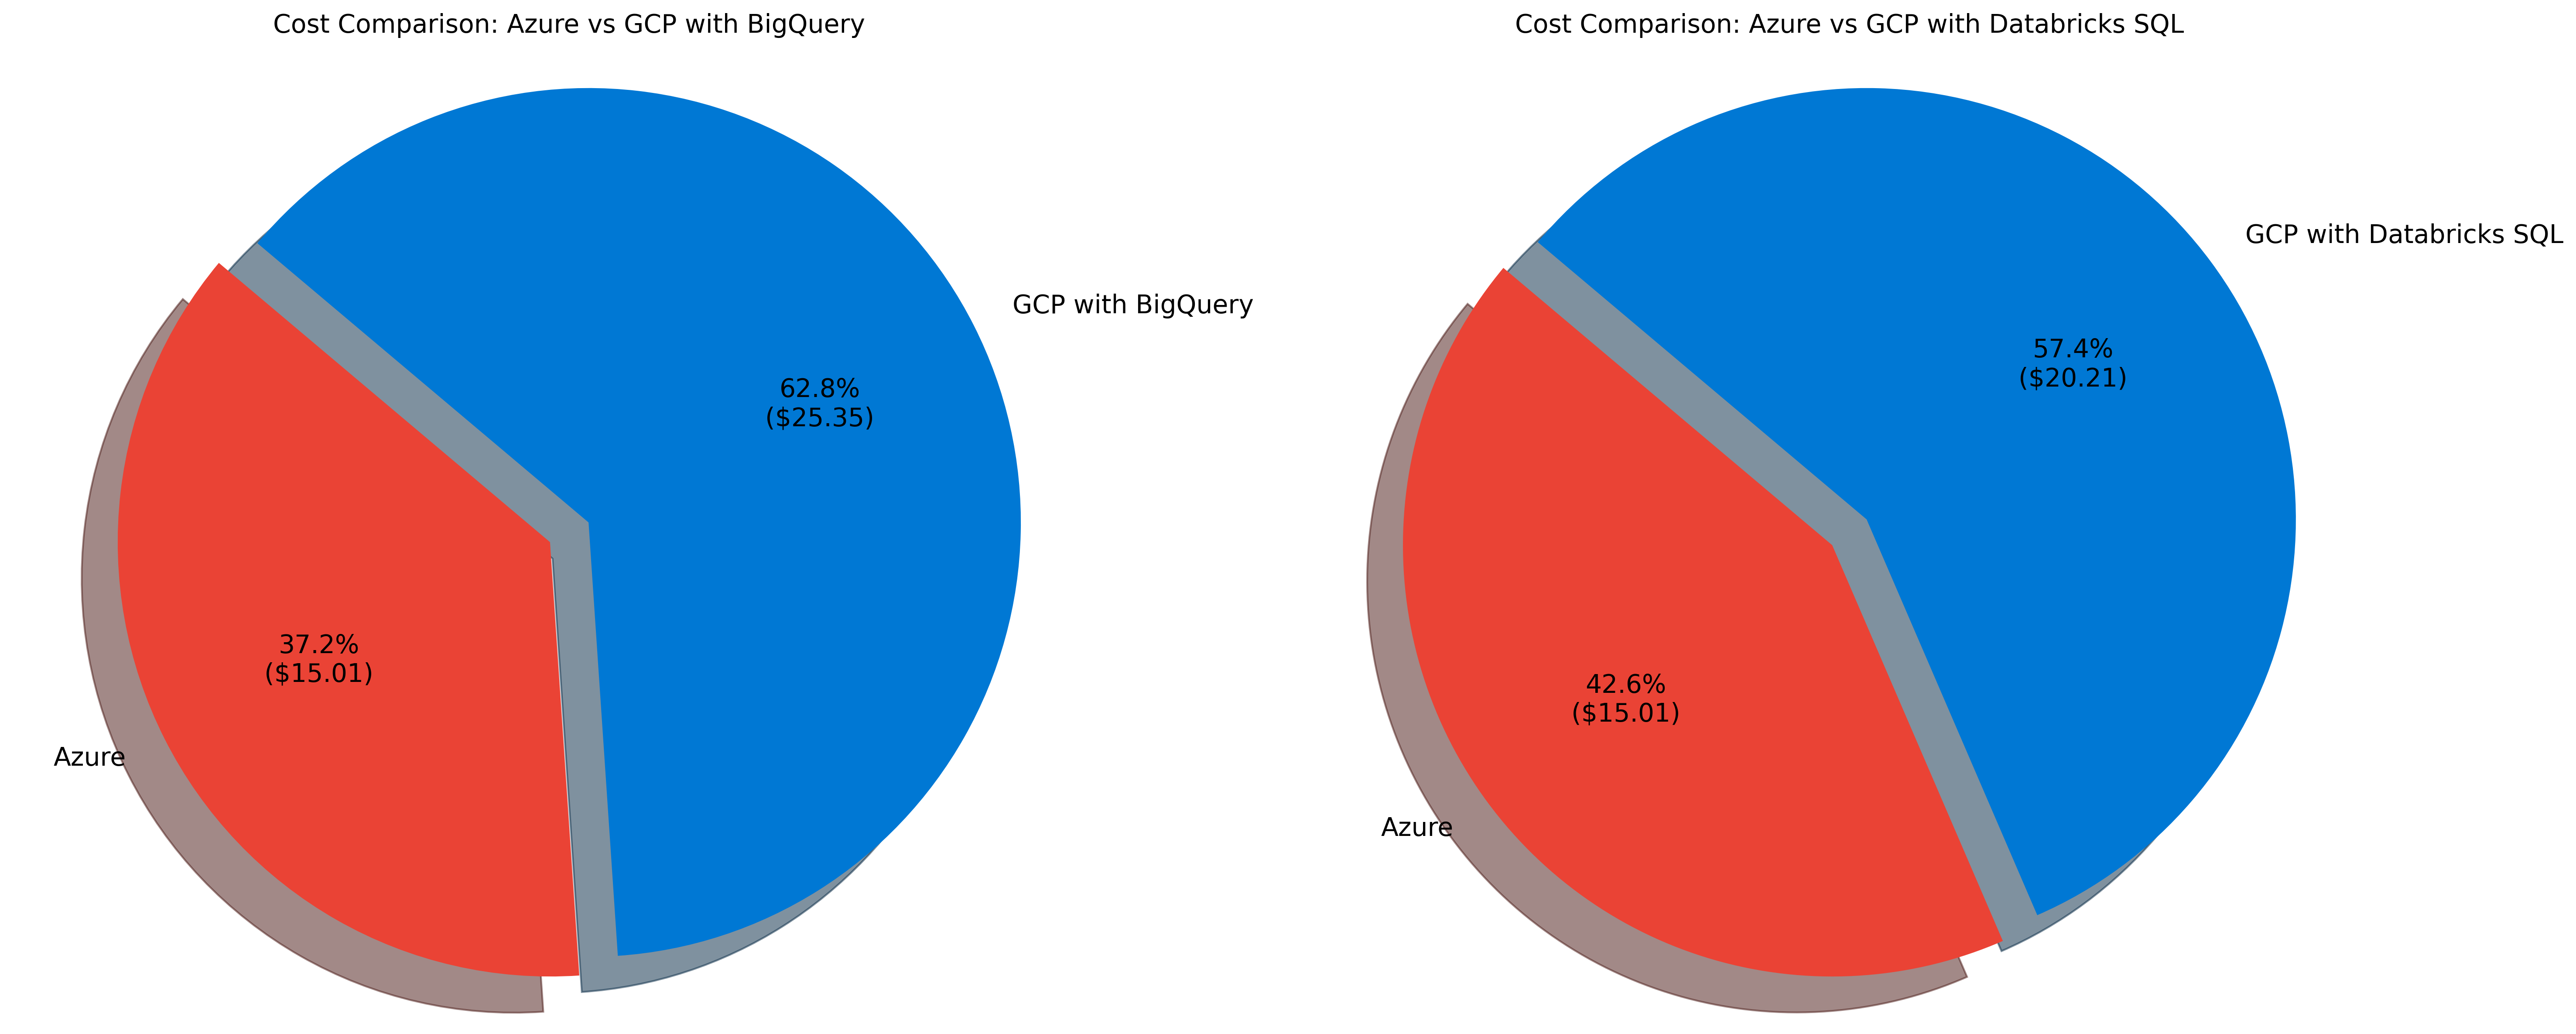 Cost Comparison: Azure vs GCP with BigQuery
GCP with BigQuery
62.8%
($25.35)
37.2%
($15.01)
Azure
Cost Comparison: Azure vs GCP with Databricks SQL
GCP with Databricks SQL
57.4%
($20.21)
42.6%
($15.01)
Azure